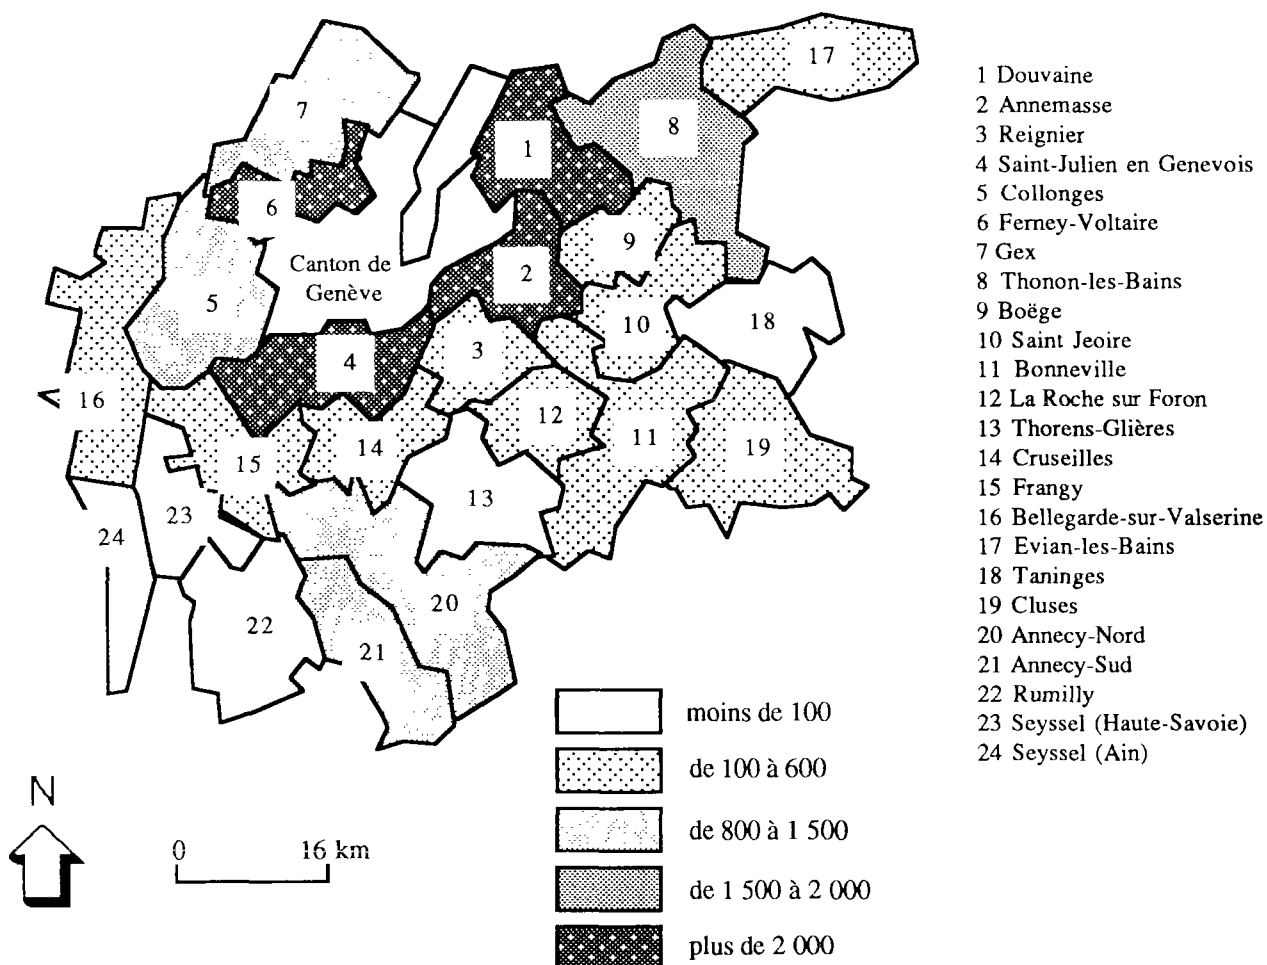 17
1 Douvaine
2 Annemasse
3 Reignier
4 Saint-Julien en Genevois
5 Collonges
6 Ferney-Voltaire
7 Gex
8 Thonon-les-Bains
9 Boëge
10 Saint Jeoire
11 Bonneville
12 La Roche sur Foron
13 Thorens-Glières
14 Cruseilles
15 Frangy
16 Bellegarde-sur-Valserine
17 Evian-les-Bains
18 Taninges
19 Cluses
20 Annecy-Nord
21 Annecy-Sud
22 Rumilly
23 Seyssel (Haute-Savoie)
24 Seyssel (Ain)
7
8
1
6
9
Canton de
Genève
2
5
10
18
3
4
16
12
14
11
19
15
13
23
24
20
22
21
moins de 100
de 100 à 600
de 800 à 1 500
de 1 500 à 2 000
plus de 2 000
N
0 16 km